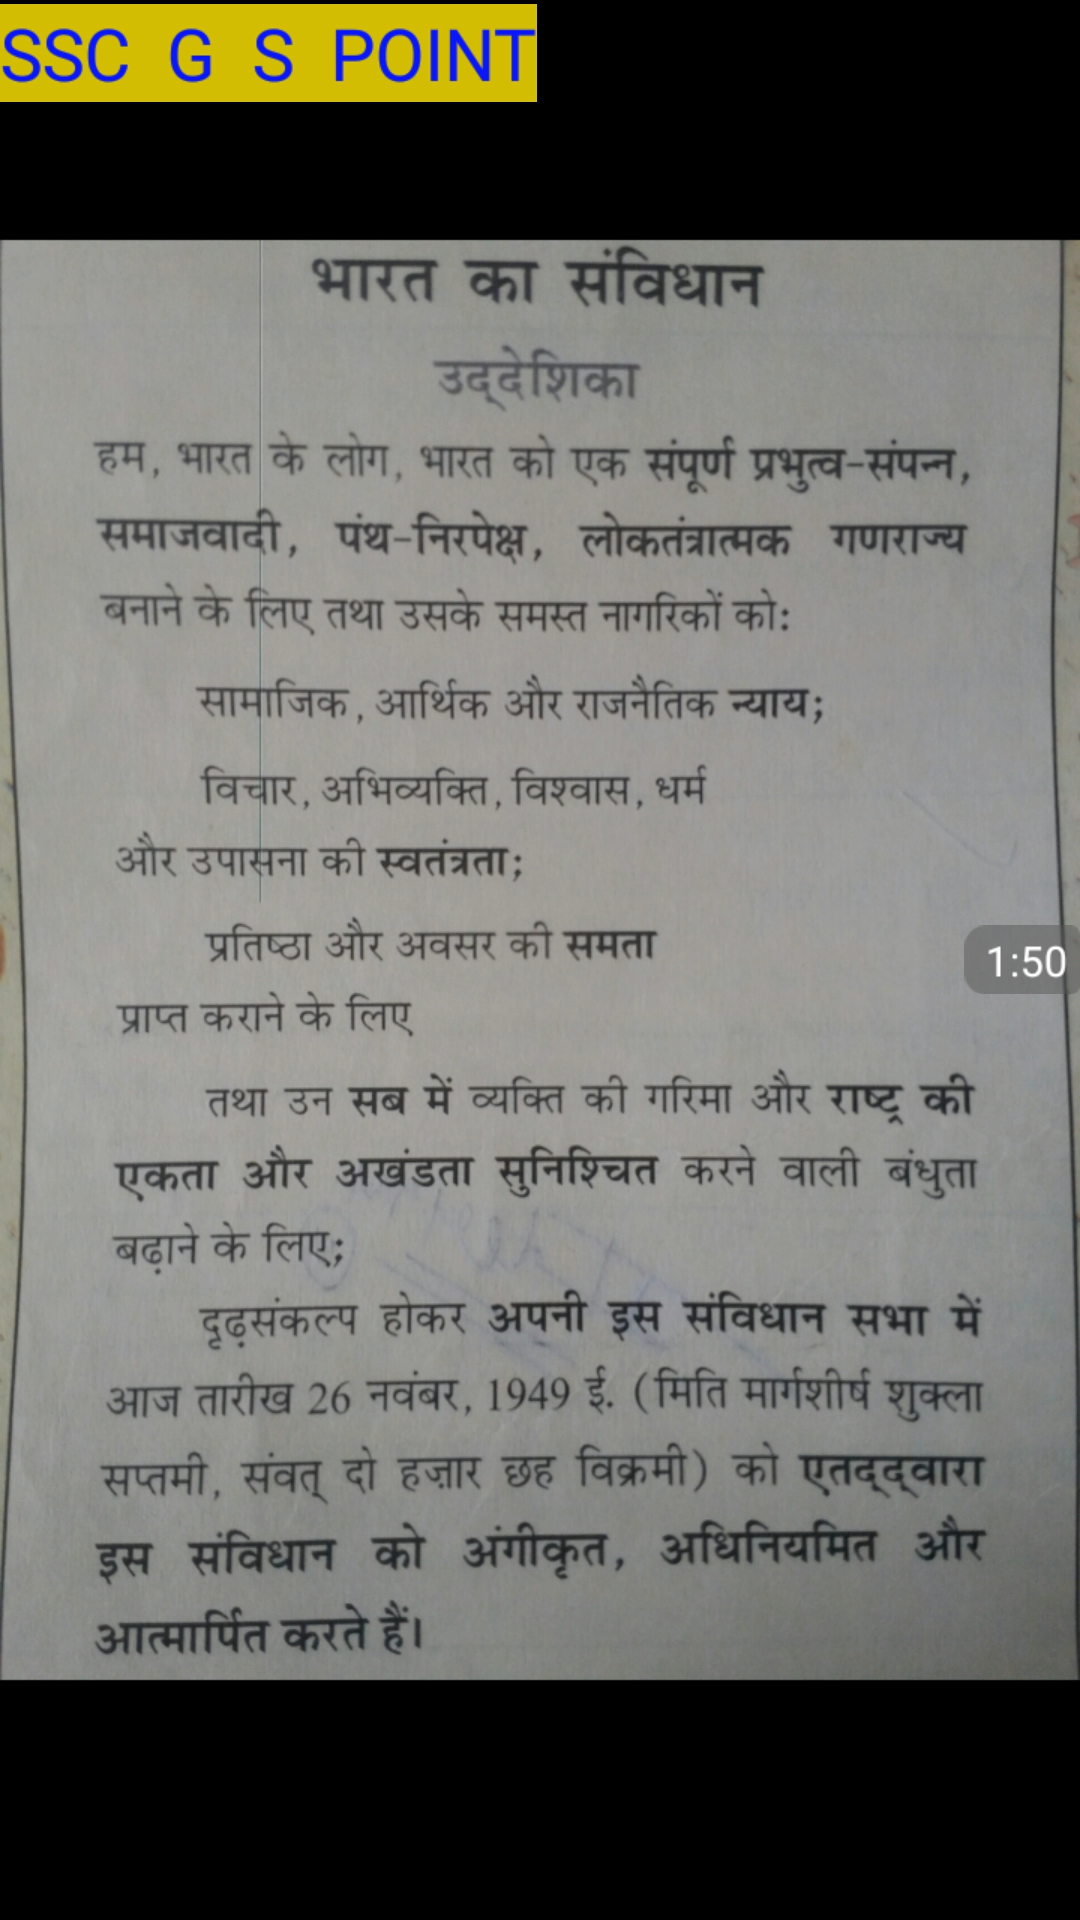 SSC G S POINT
भारत का संविधान
उद्देशिका
हम, भारत के लोग, भारत को एक संपूर्ण प्रभुत्व-संपन्न,
समाजवादी, पंथ-निरपेक्ष, लोकतंत्रात्मक गणराज्य
बनाने के लिए तथा उसके समस्त नागरिकों को:
सामाजिक, आर्थिक और राजनैतिक न्याय;
विचार, अभिव्यक्ति, विश्वास, धर्म
और उपासना की स्वतंत्रता;
प्रतिष्ठा और अवसर की समता
1:50
प्राप्त कराने के लिए
तथा उन सब में व्यक्ति की गरिमा और राष्ट्र की
एकता और अखंडता सुनिश्चित करने वाली बंधुता
बढ़ाने के लिए;
दृढ़संकल्प होकर अपनी इस संविधान सभा में
आज तारीख 26 नवंबर, 1949 ई. (मिति मार्गशीर्ष शुक्ला
सप्तमी, संवत् दो हज़ार छह विक्रमी) को एतद्द्वारा
इस संविधान को अंगीकृत, अधिनियमित और
आत्मार्पित करते हैं।